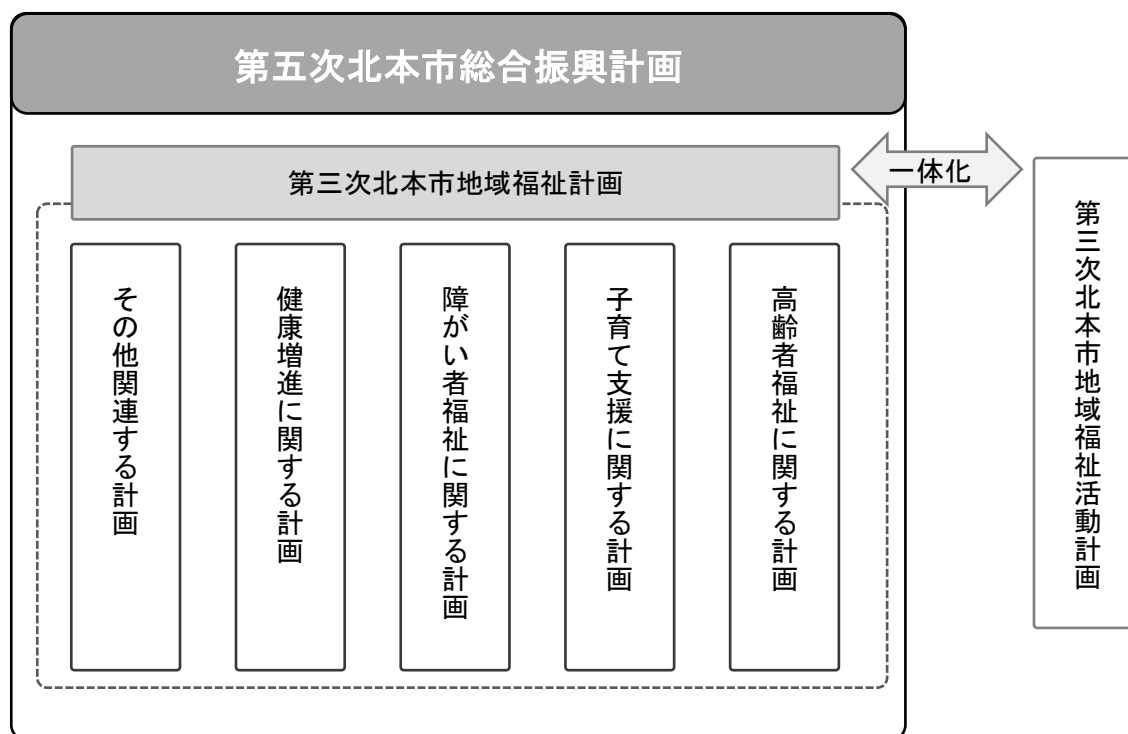 第五次北本市総合振興計画
第三次北本市地域福祉計画
一体化
第三次北本市地域福祉活動計画
高齢者福祉に関する計画
子育て支援に関する計画
障がい者福祉に関する計画
健康増進に関する計画
その他関連する計画